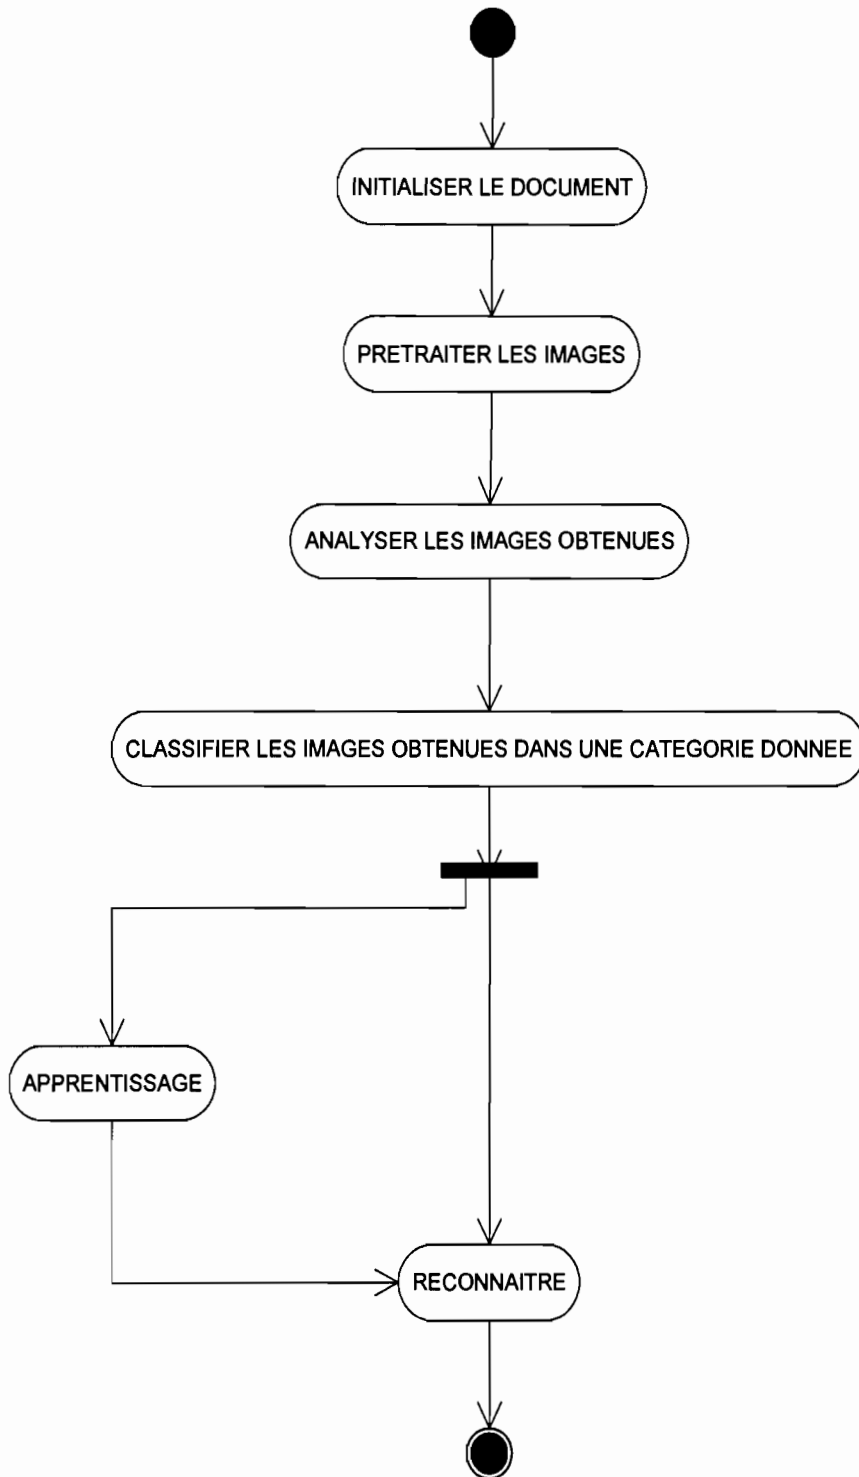 INITIALISER LE DOCUMENT
PRETRAITER LES IMAGES
ANALYSER LES IMAGES OBTENUES
CLASSIFIER LES IMAGES OBTENUES DANS UNE CATEGORIE DONNEE
APPRENTISSAGE
RECONNAITRE